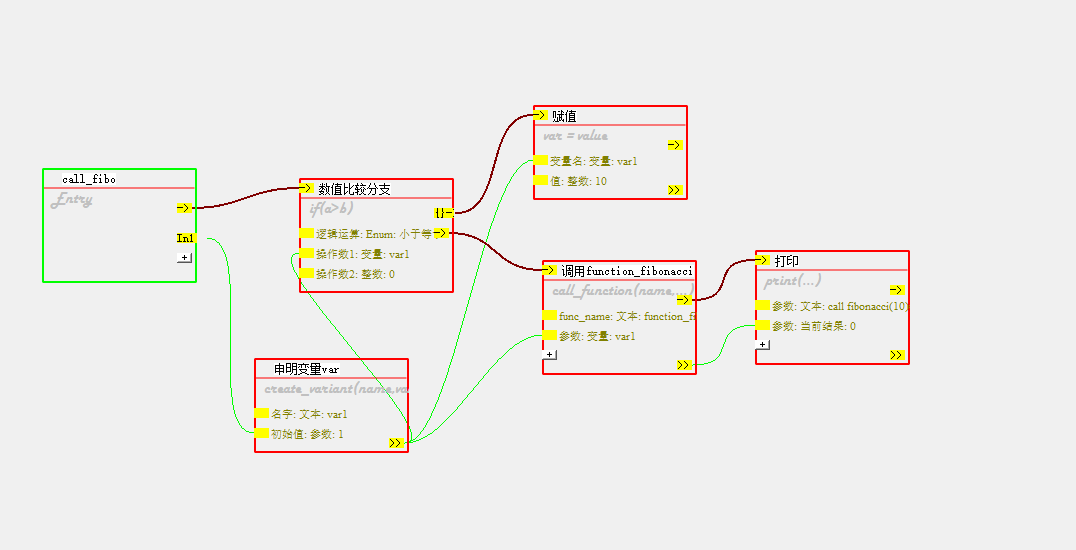 call_fibo
Entry
In1
数值比较分支
if(a>b)
{}
逻辑运算: Enum: 小于等于
操作数1: 变量: var1
操作数2: 整数: 0
申明变量var
create_variant(name,va
名字: 文本: var1
初始值: 参数: 1
赋值
var = value
变量名: 变量: var1
值: 整数: 10
调用function_fibonacci
call_function(name,...)
func_name: 文本: function_fi
参数: 变量: var1
打印
print(...)
参数: 文本: call fibonacci(10)
参数: 当前结果: 0